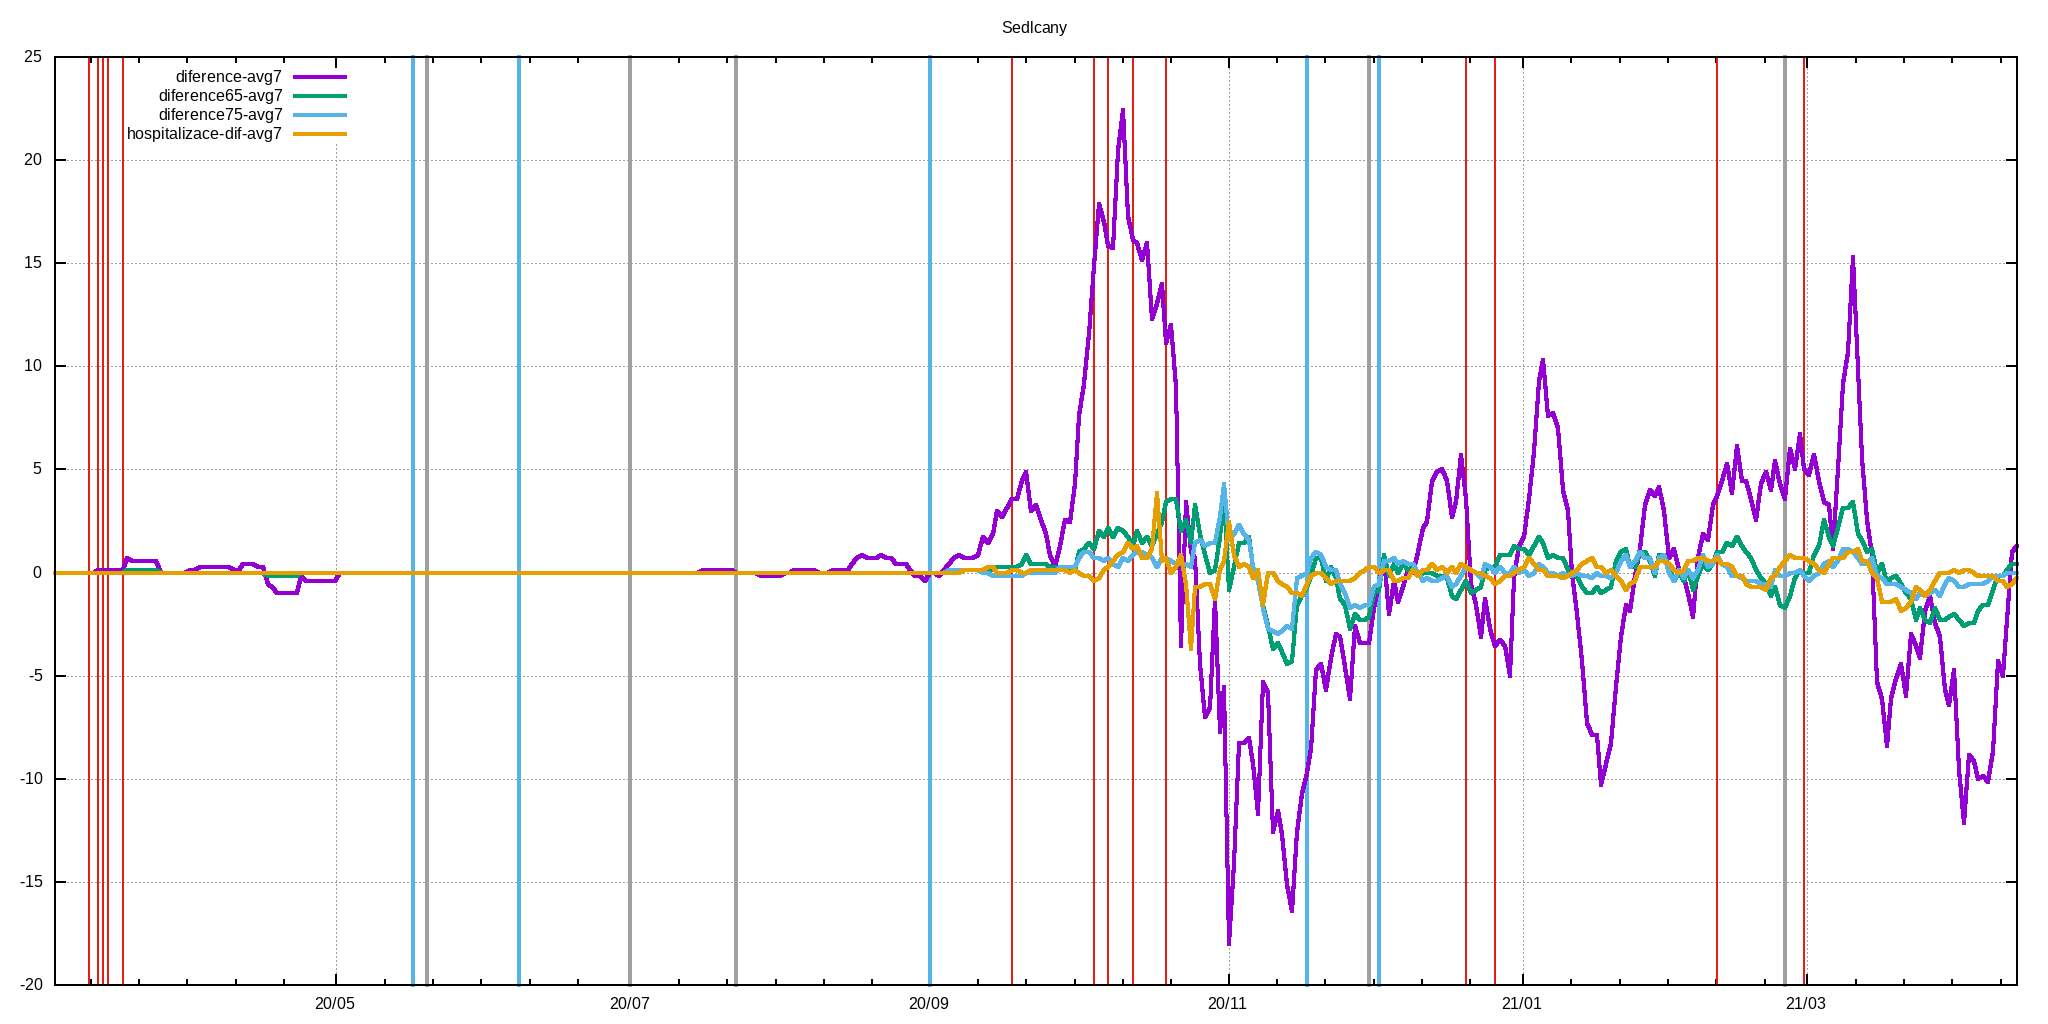 Sedlcany
25
diference-avg7
diference65-avg7
diference75-avg7
hospitalizace-dif-avg7
20
15
10
5
0
-5
-10
-15
-20
20/05 20/07 20/09 20/11 21/01 21/03